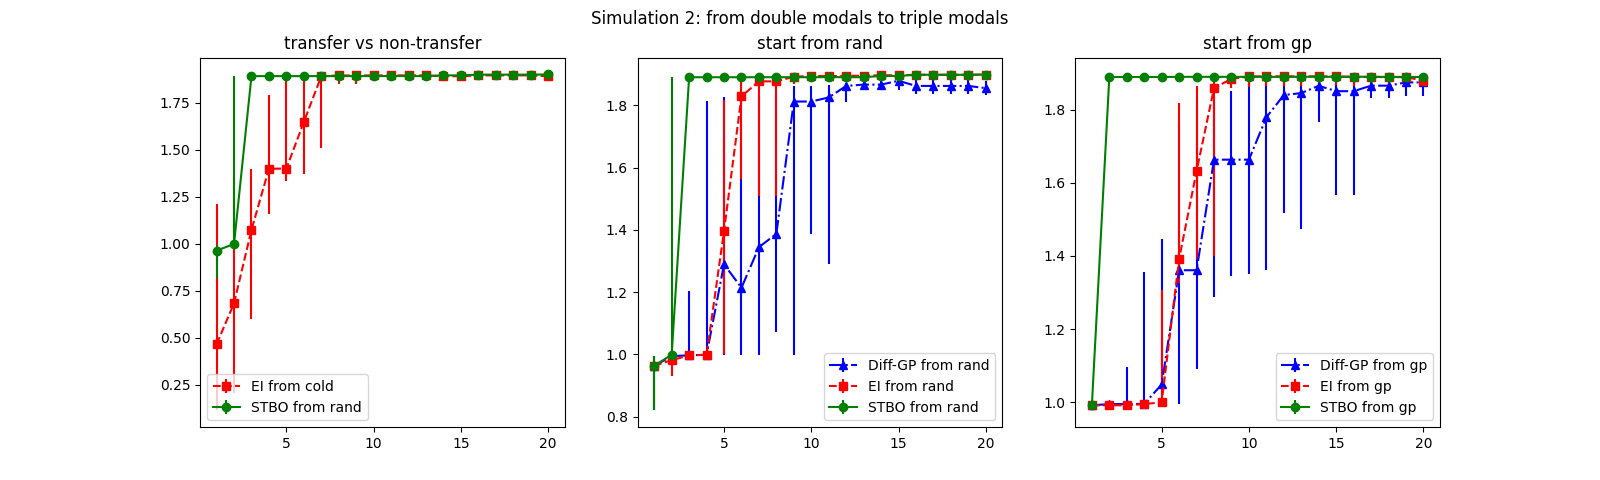 Simulation 2: from double modals to triple modals
transfer vs non-transfer
1.75
1.50
1.25
1.00
0.75
0.50
0.25
EI from cold
STBO from rand
5
10
15
20
start from rand
1.8
1.6
1.4
1.2
1.0
0.8
Diff-GP from rand
EI from rand
STBO from rand
5
10
15
20
start from gp
1.8
1.6
1.4
1.2
1.0
Diff-GP from gp
EI from gp
STBO from gp
5
10
15
20